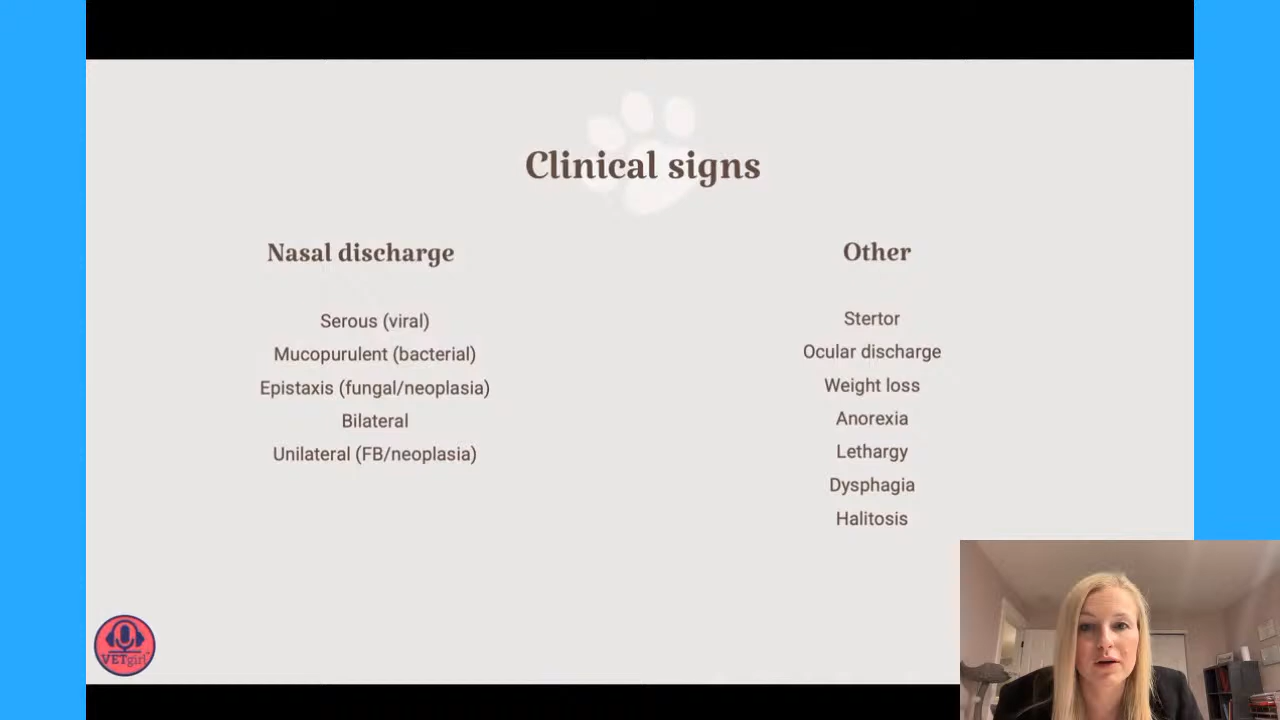 Clinical signs
Nasal discharge
Serous (viral)
Mucopurulent (bacterial)
Epistaxis (fungal/neoplasia)
Bilateral
Unilateral (FB/neoplasia)
Other
Stertor
Ocular discharge
Weight loss
Anorexia
Lethargy
Dysphagia
Halitosis
VETgirl